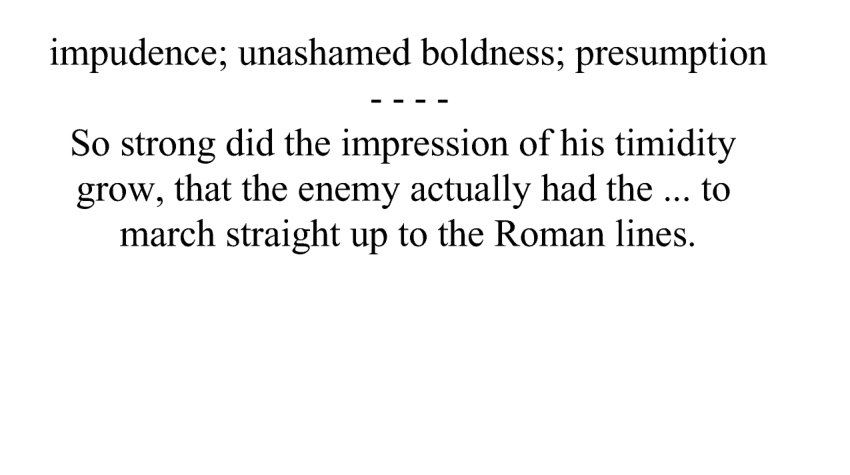 impudence; unashamed boldness; presumption
- - - -
So strong did the impression of his timidity
grow, that the enemy actually had the ... to
march straight up to the Roman lines.